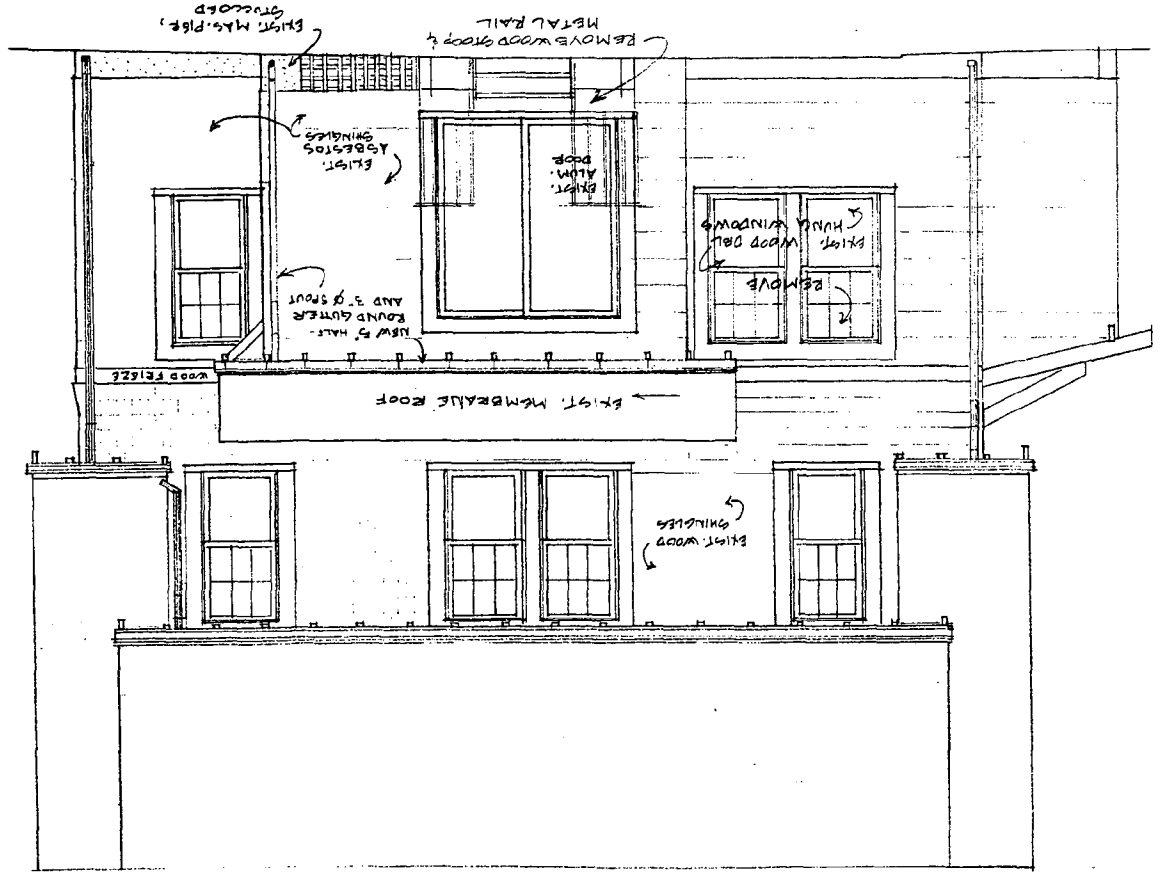 EXIST. WOOD
SHINGLES
EXIST. MEMBRANE ROOF
WOOD FRIEZE
REMOVE
EXIST. WOOD DBL.
HUNG WINDOWS
NEW 5" HALF-
ROUND GUTTER
AND 3" Ø SPOUT
EXIST.
ALUM.
DOOR
EXIST.
ASBESTOS
SHINGLES
REMOVE WOOD STOOP &
METAL RAIL
EXIST. MAS. PIER,
STUCCOED